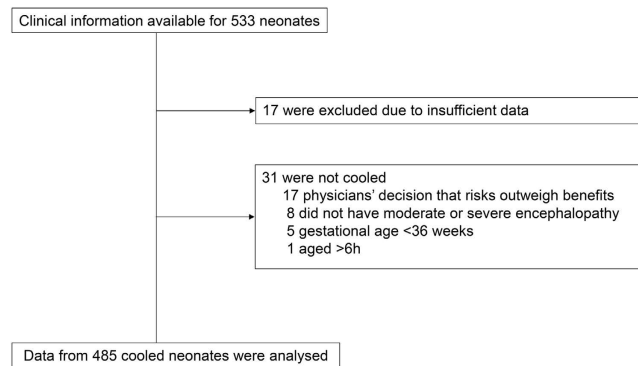 Clinical information available for 533 neonates
17 were excluded due to insufficient data
31 were not cooled
17 physicians' decision that risks outweigh benefits
8 did not have moderate or severe encephalopathy
5 gestational age <36 weeks
1 aged >6h
Data from 485 cooled neonates were analysed